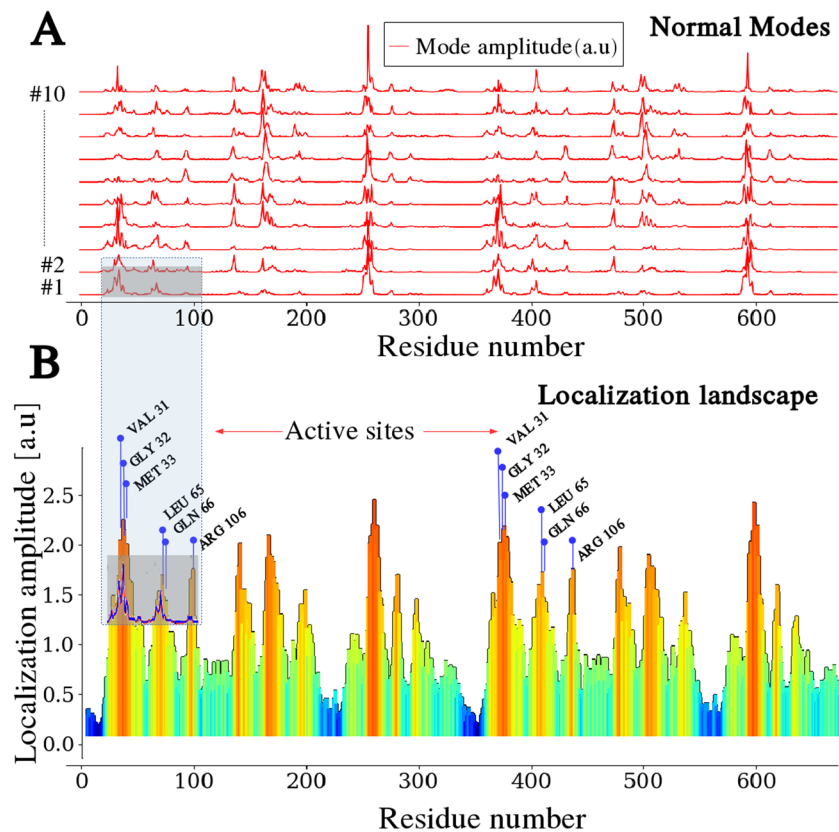 A
Normal Modes
Mode amplitude(a.u)
#10
#2
#1
0 100 200 300 400 500 600
Residue number
B
Localization landscape
Active sites
VAL 31
GLY 32
MET 33
LEU 65
GLN 66
ARG 106
VAL 31
GLY 32
MET 33
LEU 65
GLN 66
ARG 106
Localization amplitude [a.u]
2.5
2.0
1.5
1.0
0.5
0.0
0 100 200 300 400 500 600
Residue number